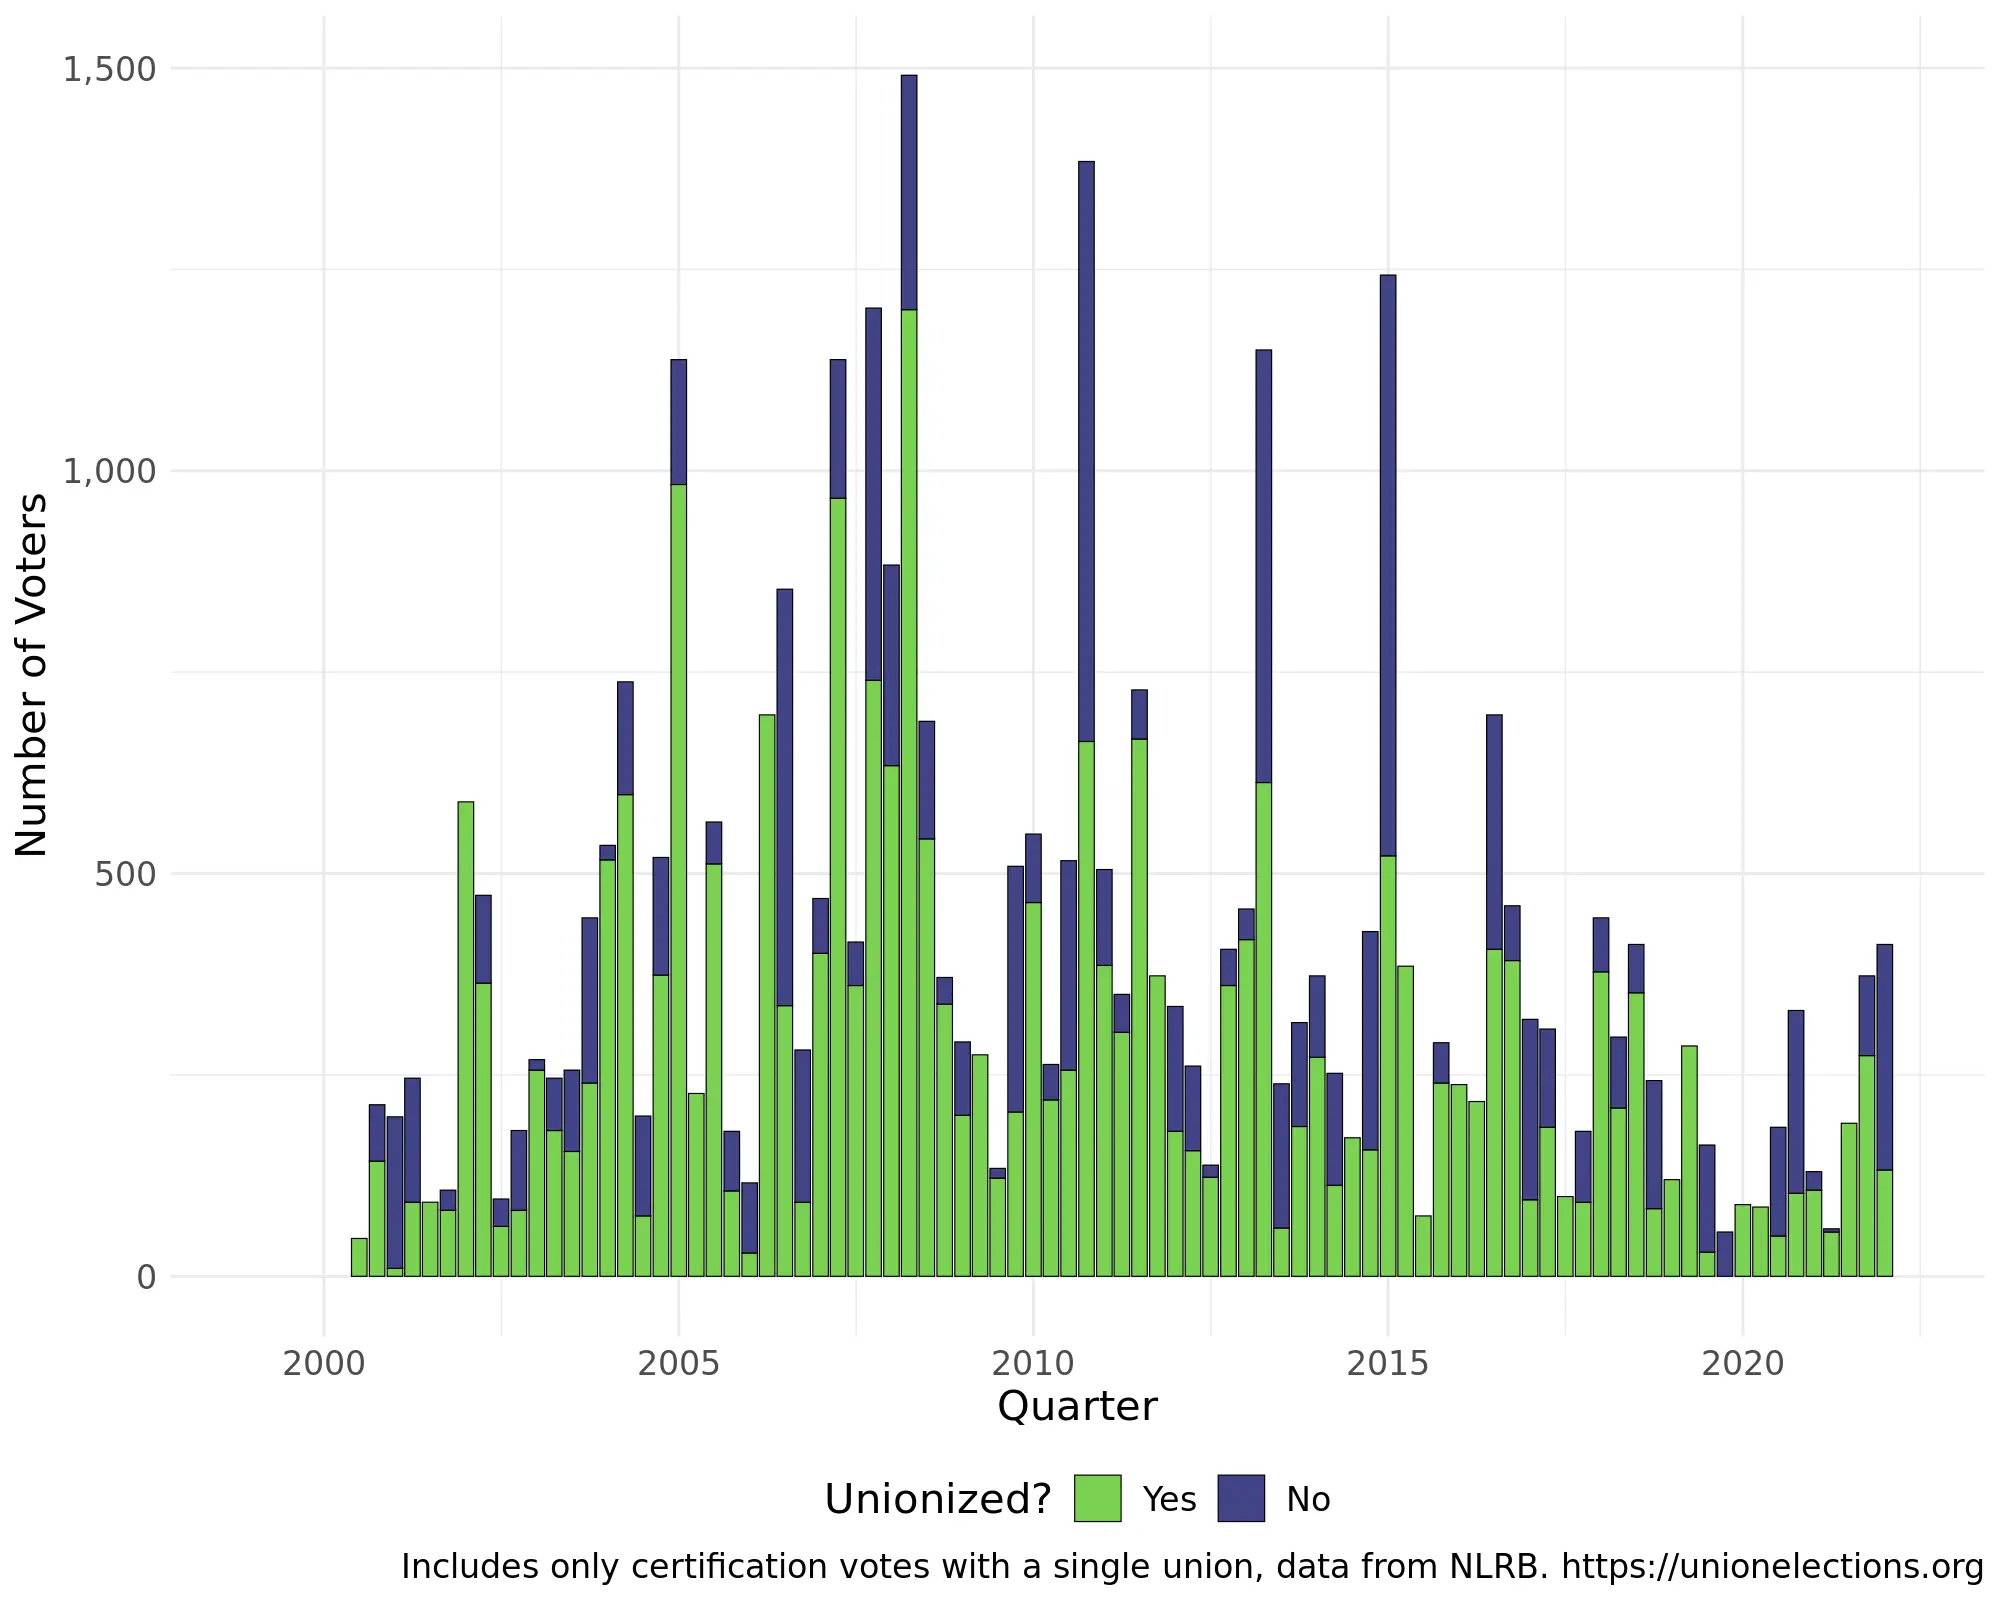 1,500
1,000
500
0
Number of Voters
2000 2005 2010 2015 2020
Quarter
Unionized? Yes No
Includes only certification votes with a single union, data from NLRB. https://unionelections.org